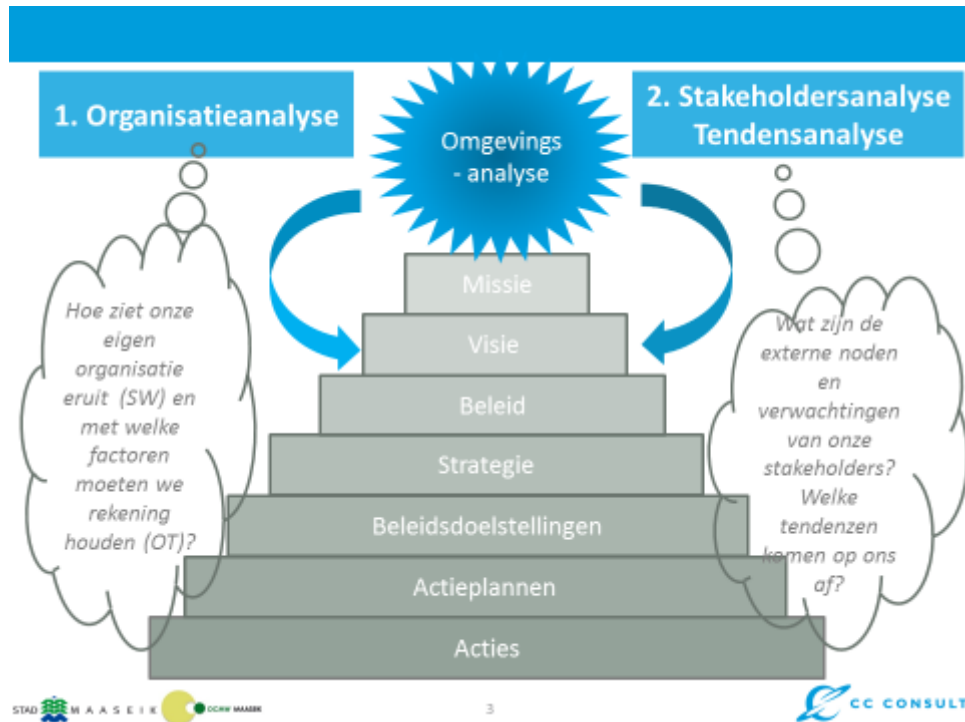 1. Organisatieanalyse
Omgevings
- analyse
2. Stakeholdersanalyse
Tendensanalyse
Hoe ziet onze
eigen
organisatie
eruit (SW) en
met welke
factoren
moeten we
rekening
houden (OT)?
Missie
Visie
Beleid
Strategie
Beleidsdoelstellingen
Actieplannen
Acties
Wat zijn de
externe noden
en
verwachtingen
van onze
stakeholders?
Welke
tendenzen
komen op ons
af?
STAD MAASEIK
OCMW MAASEIK
3
CC CONSULT